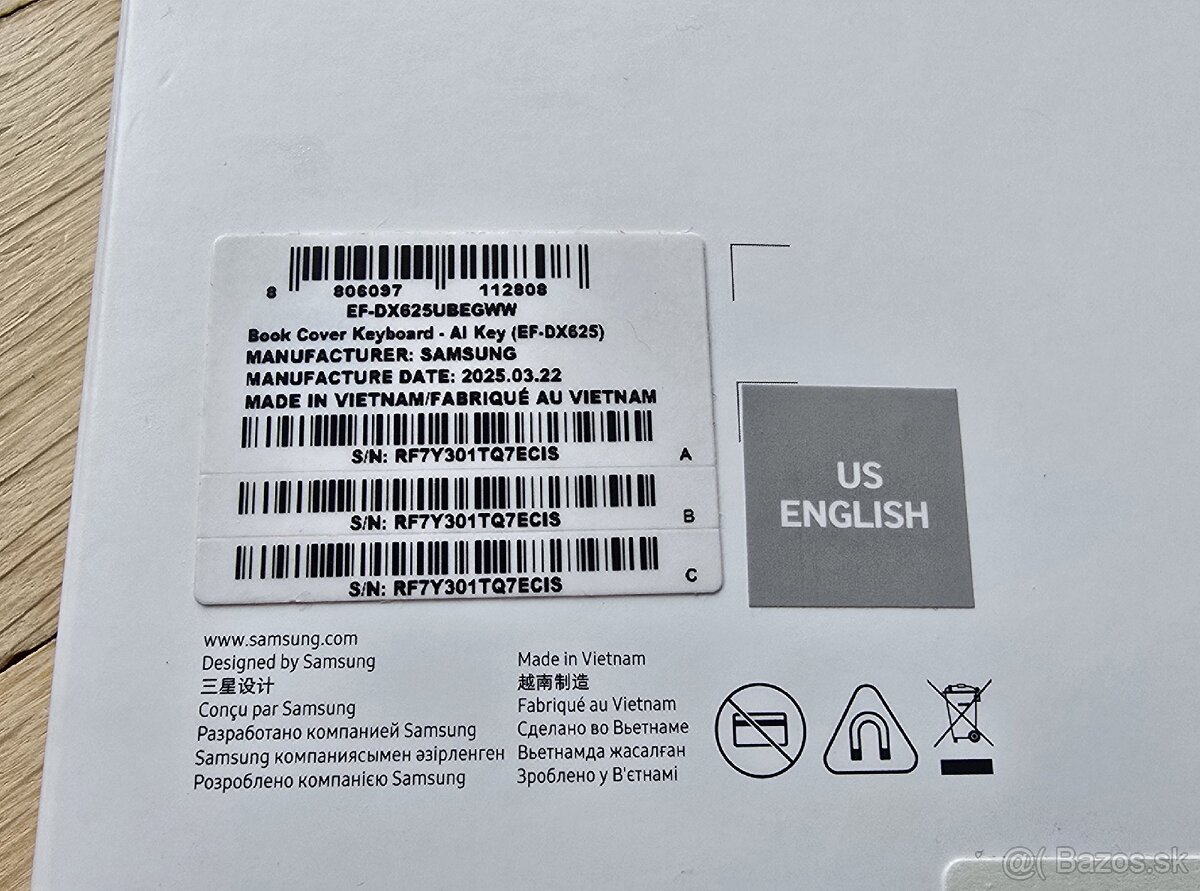 8 806097 112808
EF-DX625UBEGWW
Book Cover Keyboard - AI Key (EF-DX625)
MANUFACTURER: SAMSUNG
MANUFACTURE DATE: 2025.03.22
MADE IN VIETNAM/FABRIQUÉ AU VIETNAM
S/N: RF7Y301TQ7ECIS
A
S/N: RF7Y301TQ7ECIS
B
S/N: RF7Y301TQ7ECIS
C
US
ENGLISH
www.samsung.com
Designed by Samsung
三星设计
Conçu par Samsung
Разработано компанией Samsung
Samsung компаниясымен әзірленген
Розроблено компанією Samsung
Made in Vietnam
越南制造
Fabriqué au Vietnam
Сделано во Вьетнаме
Вьетнамда жасалған
Зроблено у В'єтнамі
@( Bazos.sk